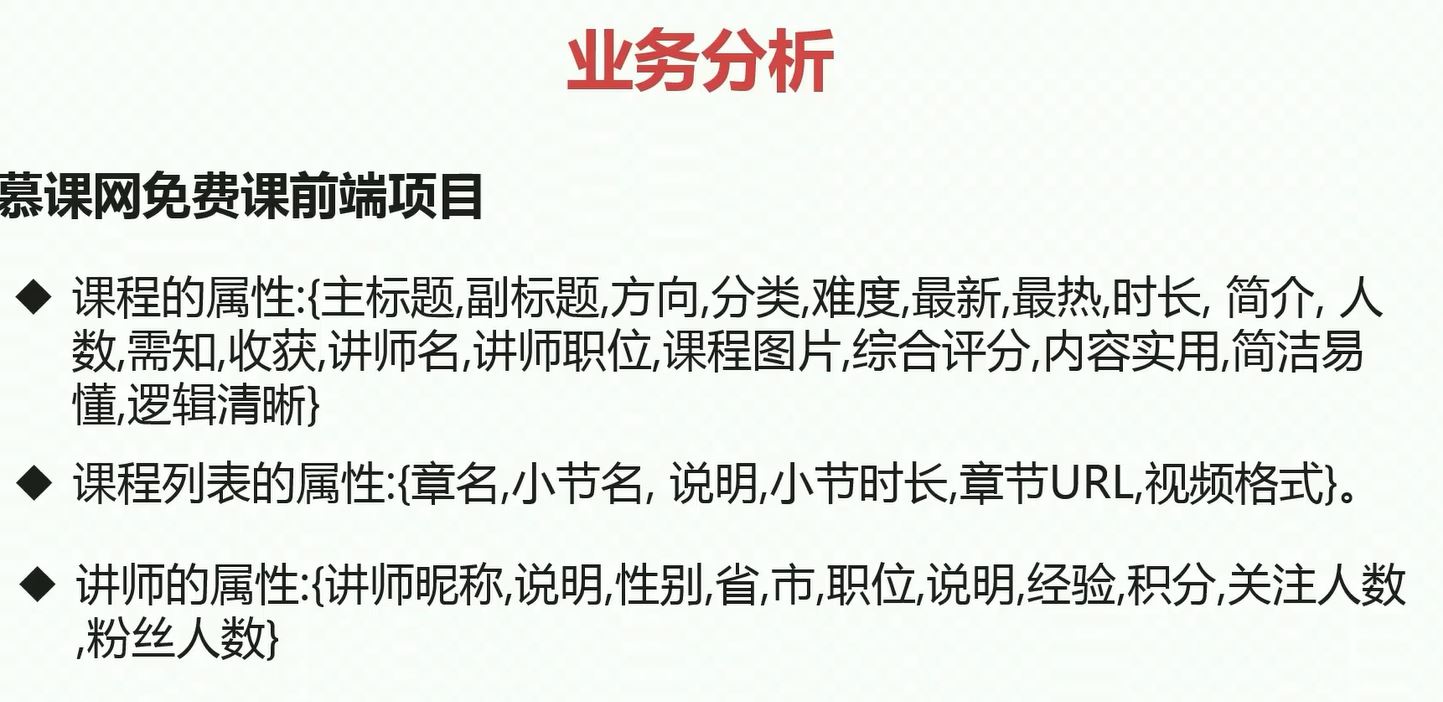 业务分析
慕课网免费课前端项目
◆ 课程的属性:{主标题,副标题,方向,分类,难度,最新,最热,时长, 简介, 人
数,需知,收获,讲师名,讲师职位,课程图片,综合评分,内容实用,简洁易
懂,逻辑清晰}
◆ 课程列表的属性:{章名,小节名, 说明,小节时长,章节URL,视频格式}。
◆ 讲师的属性:{讲师昵称,说明,性别,省,市,职位,说明,经验,积分,关注人数
,粉丝人数}